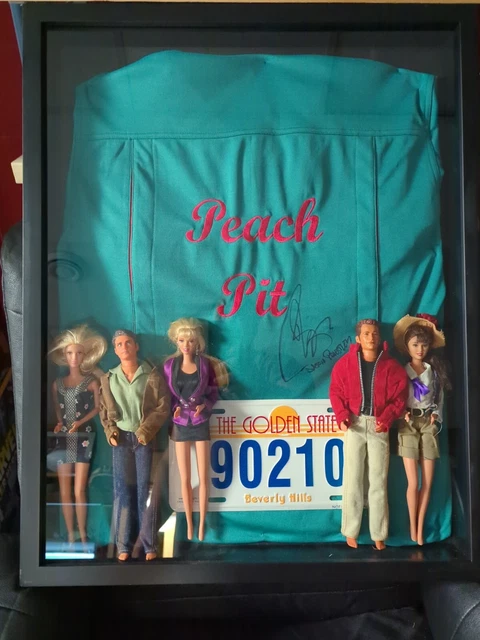 Peach
Pit
THE GOLDEN STATE
90210
Beverly Hills